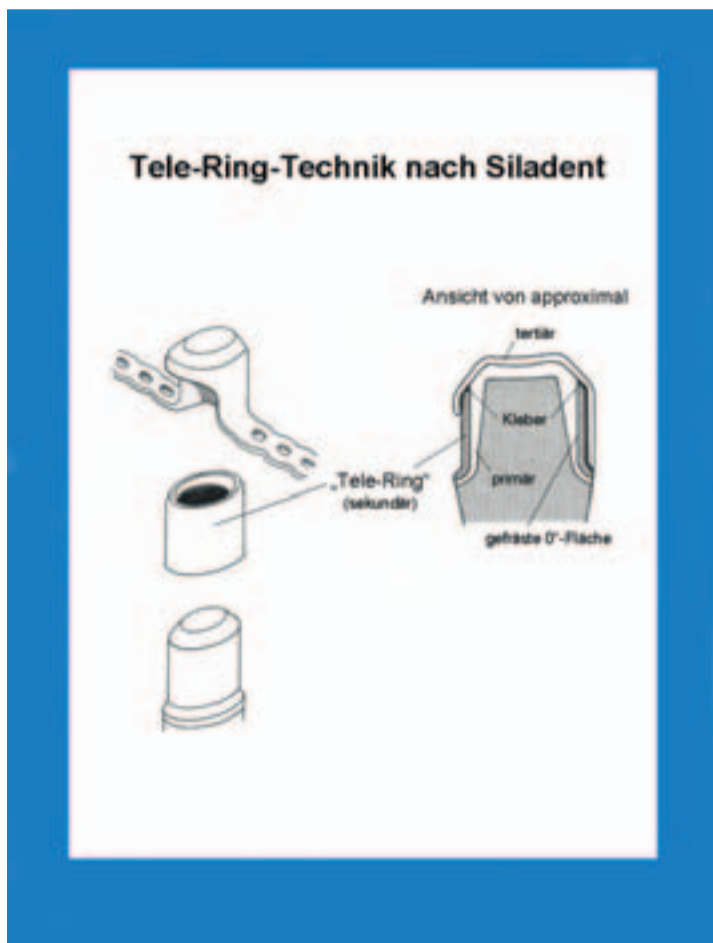 Tele-Ring-Technik nach Siladent
Ansicht von approximal
tertiär
Kleber
„Tele-Ring“
(sekundär)
primär
gefräste 0°-Fläche